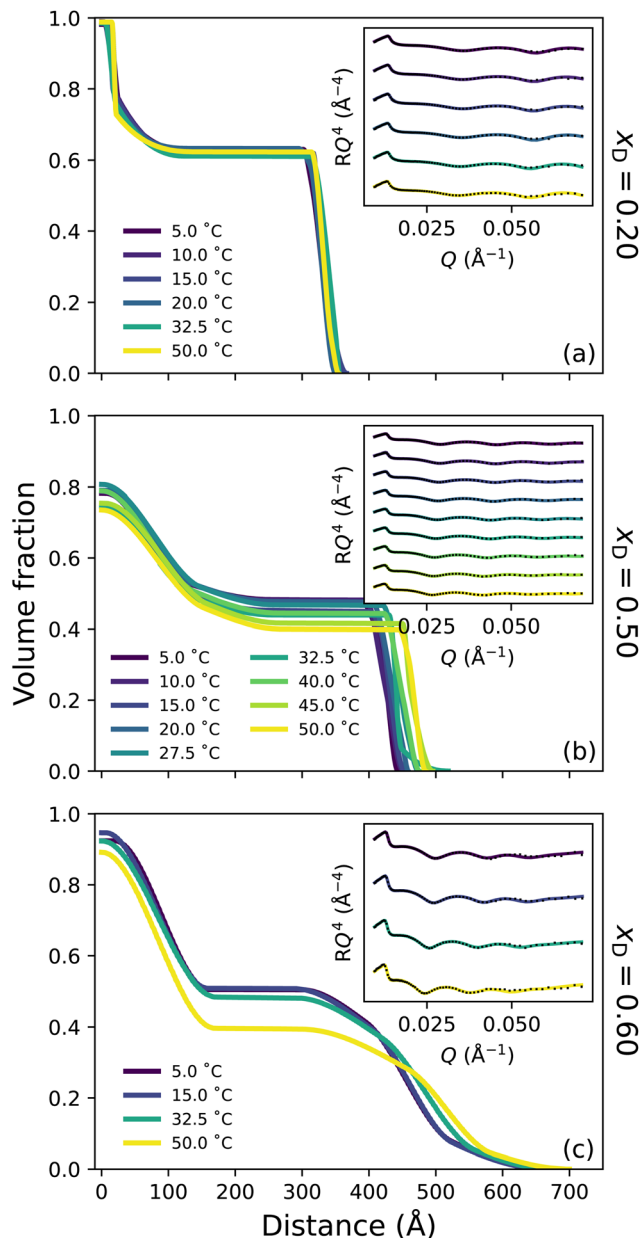 1.0
0.8
0.6
0.4
0.2
0.0
RQ⁴ (Å⁻⁴)
0.025 0.050
Q (Å⁻¹)
5.0 ˚C
10.0 ˚C
15.0 ˚C
20.0 ˚C
32.5 ˚C
50.0 ˚C
(a)
x_D = 0.20
Volume fraction
1.0
0.8
0.6
0.4
0.2
0.0
RQ⁴ (Å⁻⁴)
0.025 0.050
Q (Å⁻¹)
5.0 ˚C
10.0 ˚C
15.0 ˚C
20.0 ˚C
27.5 ˚C
32.5 ˚C
40.0 ˚C
45.0 ˚C
50.0 ˚C
(b)
x_D = 0.50
1.0
0.8
0.6
0.4
0.2
0.0
RQ⁴ (Å⁻⁴)
0.025 0.050
Q (Å⁻¹)
5.0 ˚C
15.0 ˚C
32.5 ˚C
50.0 ˚C
(c)
x_D = 0.60
0 100 200 300 400 500 600 700
Distance (Å)